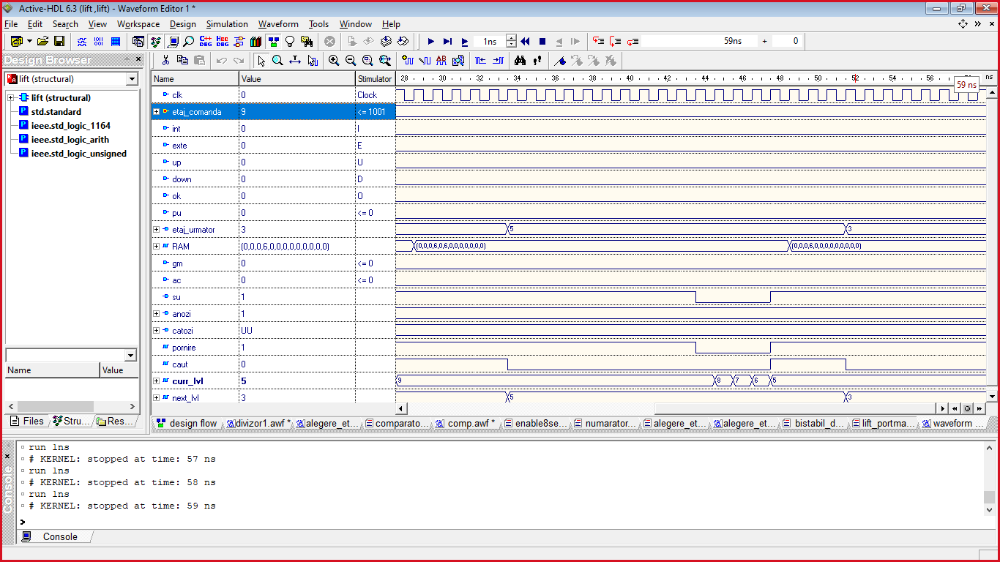 Active-HDL 6.3 (lift ,lift) - Waveform Editor 1 *
File Edit Search View Workspace Design Simulation Waveform Tools Window Help
1ns 59ns + 0
Design Browser
lift (structural)
lift (structural)
std.standard
ieee.std_logic_1164
ieee.std_logic_arith
ieee.std_logic_unsigned
Name Value
Files Stru... Res...
Name Value Stimulator 28 30 32 34 36 38 40 42 44 46 48 50 52 54 56 ns
59 ns
clk 0 Clock
etaj_comanda 9 <= 1001
int 0 I
exte 0 E
up 0 U
down 0 D
ok 0 O
pu 0 <= 0
etaj_urmator 3 5 3
RAM (0,0,0,6,0,0,0,0,0,0,0,0,0) (0,0,0,6,0,6,0,0,0,0,0,0,0) (0,0,0,6,0,0,0,0,0,0,0,0,0)
gm 0 <= 0
ac 0 <= 0
su 1
anozi 1
catozi UU
pornire 1
caut 0
curr_lvl 5 9 8 7 6 5
next_lvl 3 5 3
design flow divizor1.awf * alegere_et... comparato... comp.awf * enable8se... numarator... alegere_et... alegere_et... bistabil_d... lift_portma... waveform ...
run 1ns
# KERNEL: stopped at time: 57 ns
run 1ns
# KERNEL: stopped at time: 58 ns
run 1ns
# KERNEL: stopped at time: 59 ns
>
Console
Console